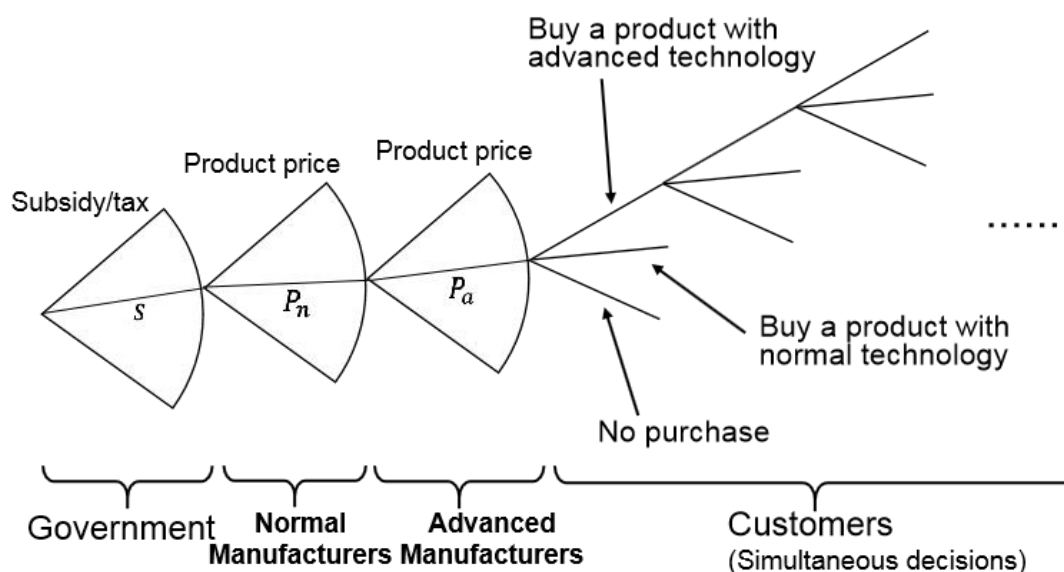 Buy a product with
advanced technology
Product price
Product price
Subsidy/tax
s
P_n
P_a
......
Buy a product with
normal technology
No purchase
Government
Normal
Manufacturers
Advanced
Manufacturers
Customers
(Simultaneous decisions)